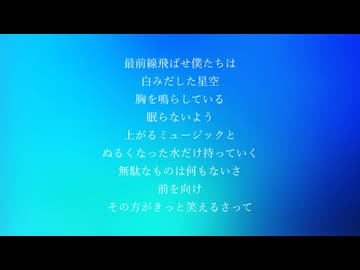 最前線飛ばせ僕たちは
白みだした星空
胸を鳴らしている
眠らないよう
上がるミュージックと
ぬるくなった水だけ持っていく
無駄なものは何もないさ
前を向け
その方がきっと笑えるさって